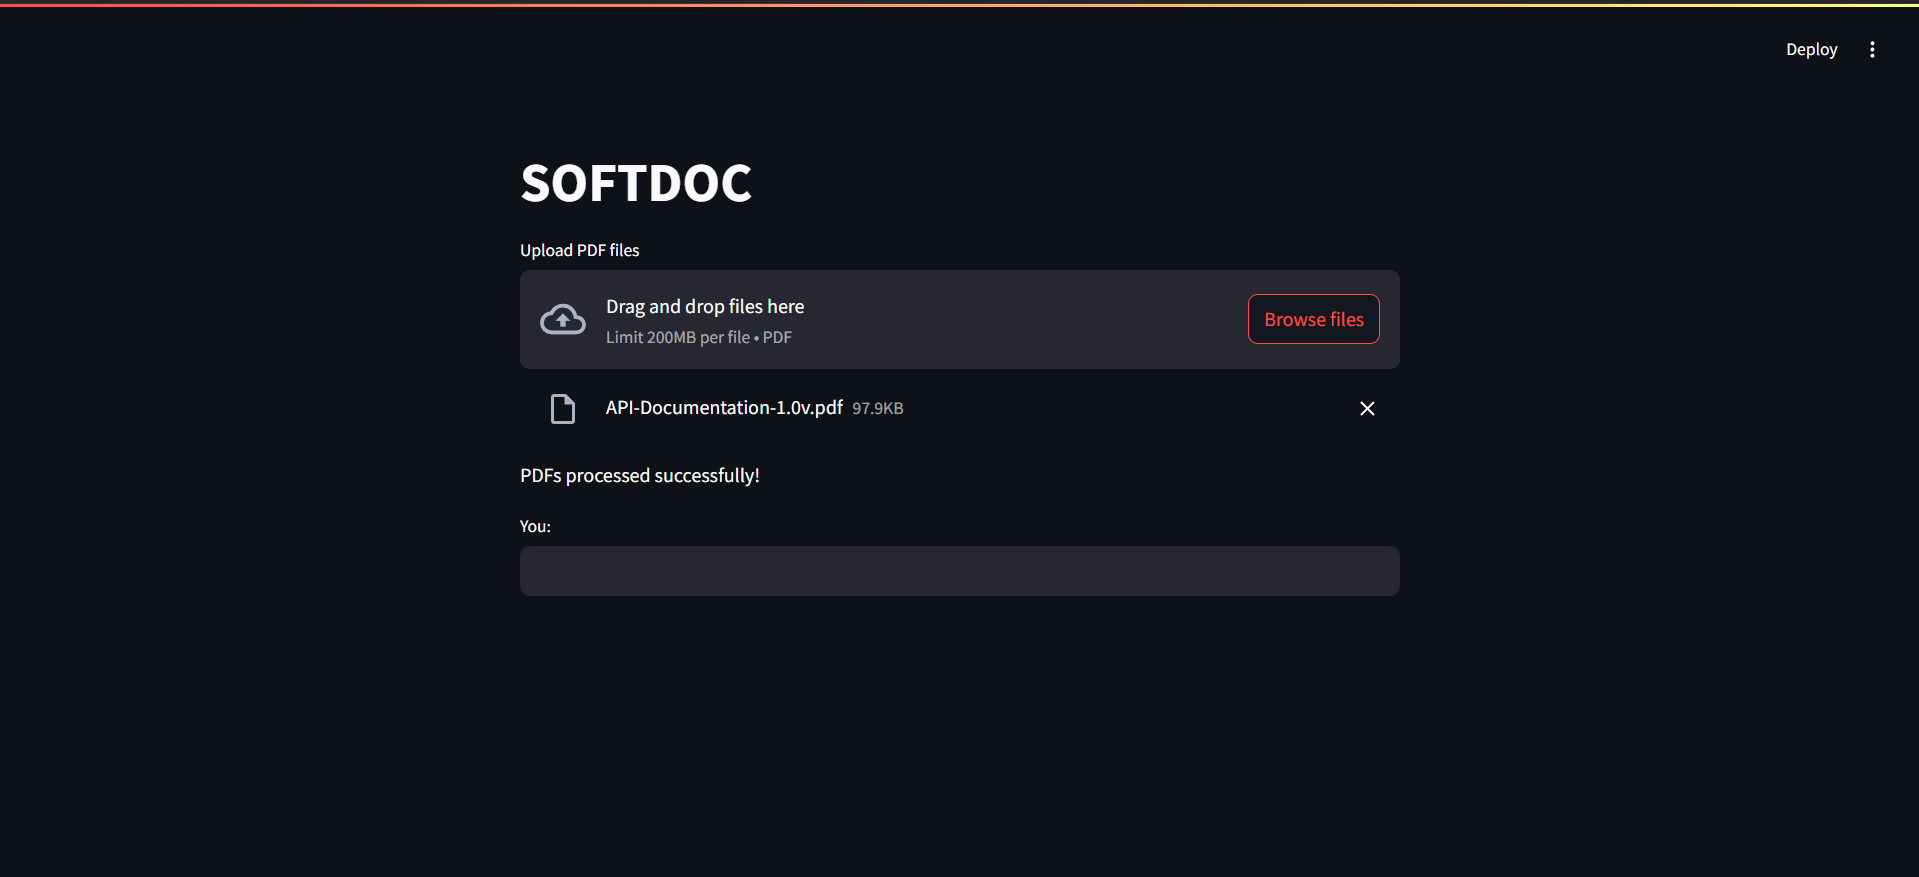 Deploy
SOFTDOC
Upload PDF files
Drag and drop files here
Limit 200MB per file • PDF
Browse files
API-Documentation-1.0v.pdf 97.9KB
PDFs processed successfully!
You: